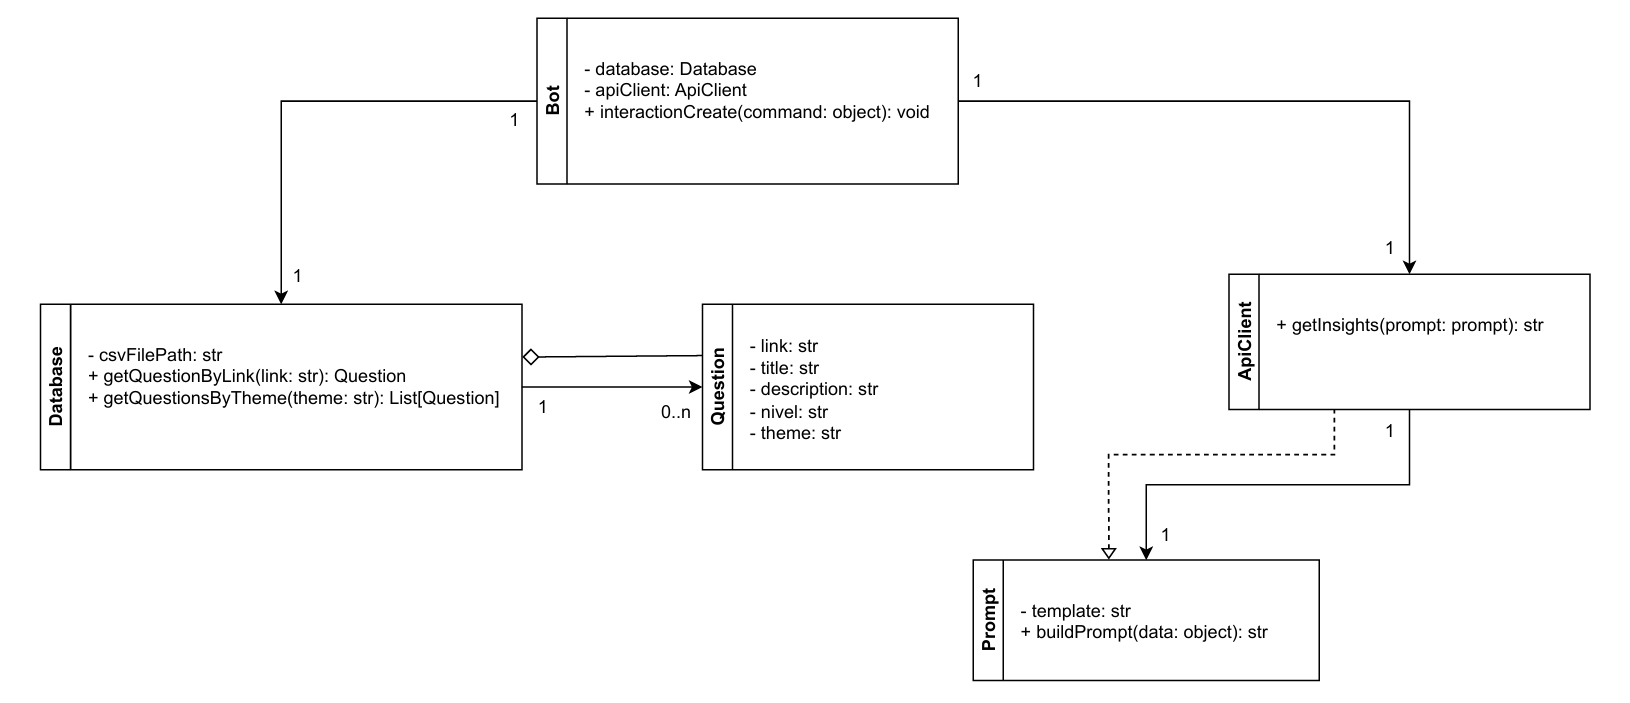 Bot
- database: Database
- apiClient: ApiClient
+ interactionCreate(command: object): void
1
1
1
1
Database
- csvFilePath: str
+ getQuestionByLink(link: str): Question
+ getQuestionsByTheme(theme: str): List[Question]
1
0..n
Question
- link: str
- title: str
- description: str
- nivel: str
- theme: str
ApiClient
+ getInsights(prompt: prompt): str
1
1
Prompt
- template: str
+ buildPrompt(data: object): str